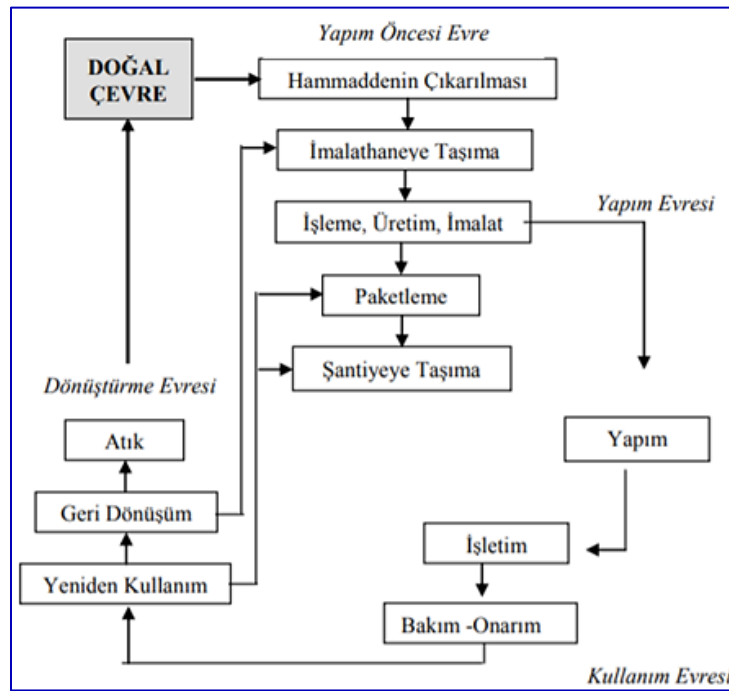 Yapım Öncesi Evre
DOĞAL
ÇEVRE
Hammaddenin Çıkarılması
İmalathaneye Taşıma
İşleme, Üretim, İmalat
Yapım Evresi
Paketleme
Şantiyeye Taşıma
Dönüştürme Evresi
Atık
Yapım
Geri Dönüşüm
İşletim
Yeniden Kullanım
Bakım -Onarım
Kullanım Evresi